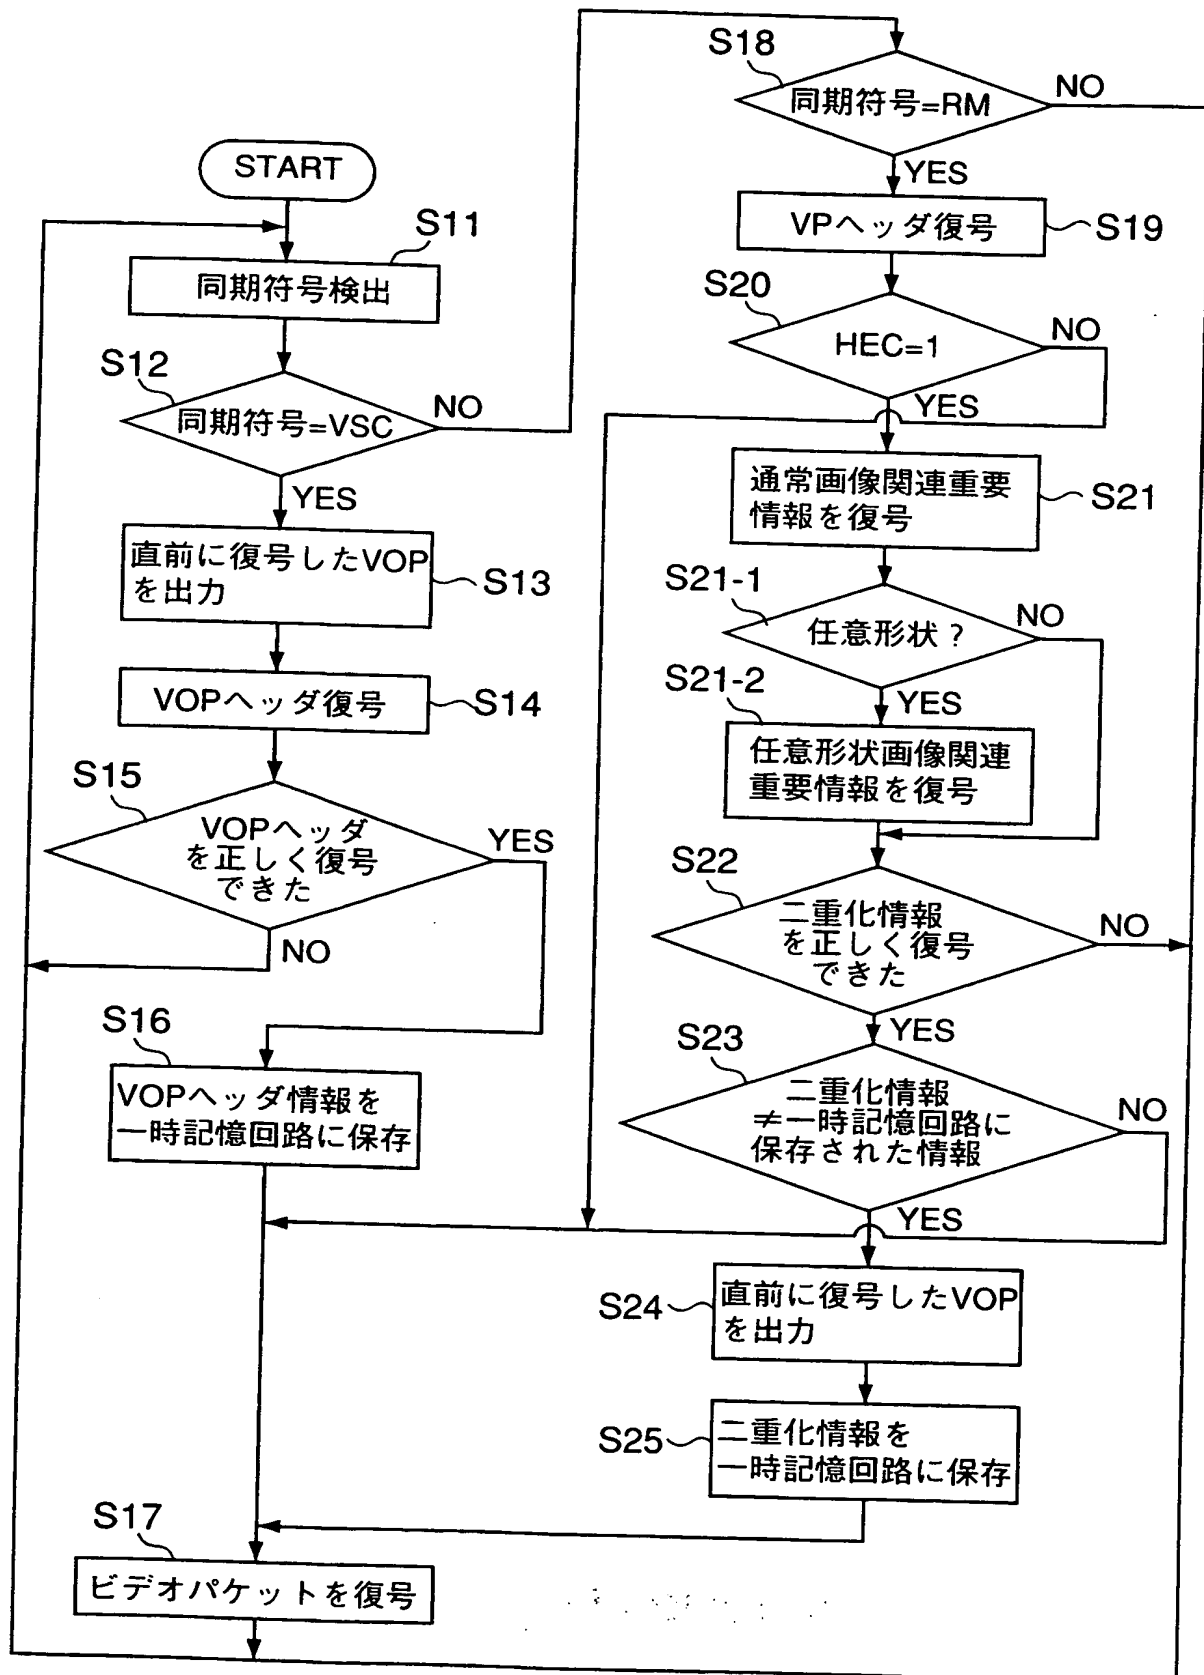 START
S11
同期符号検出
S12
同期符号=VSC
NO
YES
直前に復号したVOP
を出力
S13
VOPヘッダ復号
S14
S15
VOPヘッダ
を正しく復号
できた
YES
NO
S16
VOPヘッダ情報を
一時記憶回路に保存
S17
ビデオパケットを復号
S18
同期符号=RM
NO
YES
VPヘッダ復号
S19
S20
HEC=1
NO
YES
通常画像関連重要
情報を復号
S21
S21-1
任意形状?
NO
YES
S21-2
任意形状画像関連
重要情報を復号
S22
二重化情報
を正しく復号
できた
NO
YES
S23
二重化情報
≠一時記憶回路に
保存された情報
NO
YES
S24
直前に復号したVOP
を出力
S25
二重化情報を
一時記憶回路に保存